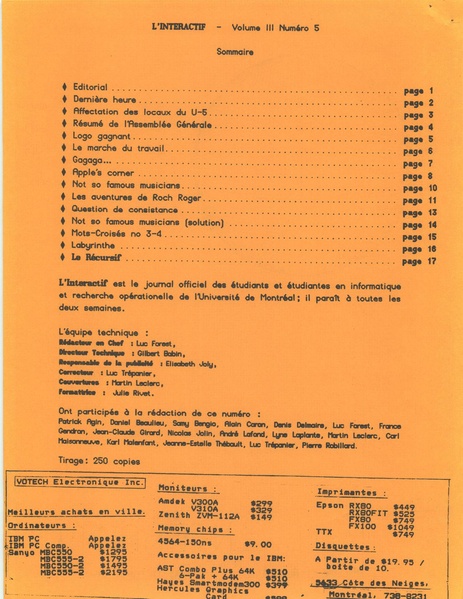 L'INTERACTIF - Volume III Numéro 5
Sommaire
♦ Editorial ........ page 1
♦ Dernière heure ........ page 2
♦ Affectation des locaux du U-5 ........ page 3
♦ Résumé de l'Assemblée Générale ........ page 4
♦ Logo gagnant ........ page 5
♦ Le marche du travail ........ page 6
♦ Gagaga... ........ page 7
♦ Apple's corner ........ page 8
♦ Not so famous musicians ........ page 10
♦ Les aventures de Roch Roger ........ page 11
♦ Question de consistance ........ page 13
♦ Not so famous musicians (solution) ........ page 14
♦ Mots-Croisés no 3-4 ........ page 15
♦ Labyrinthe ........ page 16
♦ Le Récursif ........ page 17
L'Interactif est le journal officiel des étudiants et étudiantes en informatique
et recherche opérationelle de l'Université de Montréal; il paraît à toutes les
deux semaines.
L'équipe technique :
Rédacteur en Chef : Luc Forest,
Directeur Technique : Gilbert Babin,
Responsable de la publicité : Elisabeth Joly,
Correcteur : Luc Trépanier,
Couvertures : Martin Leclerc,
Formattrice : Julie Rivet.
Ont participés à la rédaction de ce numéro :
Patrick Agin, Daniel Beaulieu, Samy Bengio, Alain Caron, Denis Delmaire, Luc Forest, France
Gendron, Jean-Claude Girard, Nicolas Jolin, André Lafond, Lyne Laplante, Martin Leclerc, Carl
Maisonneuve, Karl Malenfant, Jeanne-Estelle Thébault, Luc Trépanier, Pierre Robillard.
Tirage: 250 copies
VOTECH Electronique Inc.
Meilleurs achats en ville.
Ordinateurs :
IBM PC Appelez
IBM PC Comp. Appelez
Sanyo MBC550 $1295
MBC555-2 $1795
MBC555 $1495
MBC555-2 $2195
Moniteurs :
Amdek V300A $299
V310A $329
Zenith ZVM-112A $149
Memory chips :
4564-150ns $9.00
Accessoires pour le IBM:
AST Combo Plus 64K $510
6-Pak + 64K $510
Hayes Smartmodem300 $399
Hercules Graphics
Card
Imprimantes :
Epson RX80 $449
RX80FIT $525
FX80 $749
FX100 $1049
TTX $749
Disquettes :
A Partir de $19.95 /
boite de 10.
5633 Côte des Neiges,
Montréal, 738-8231